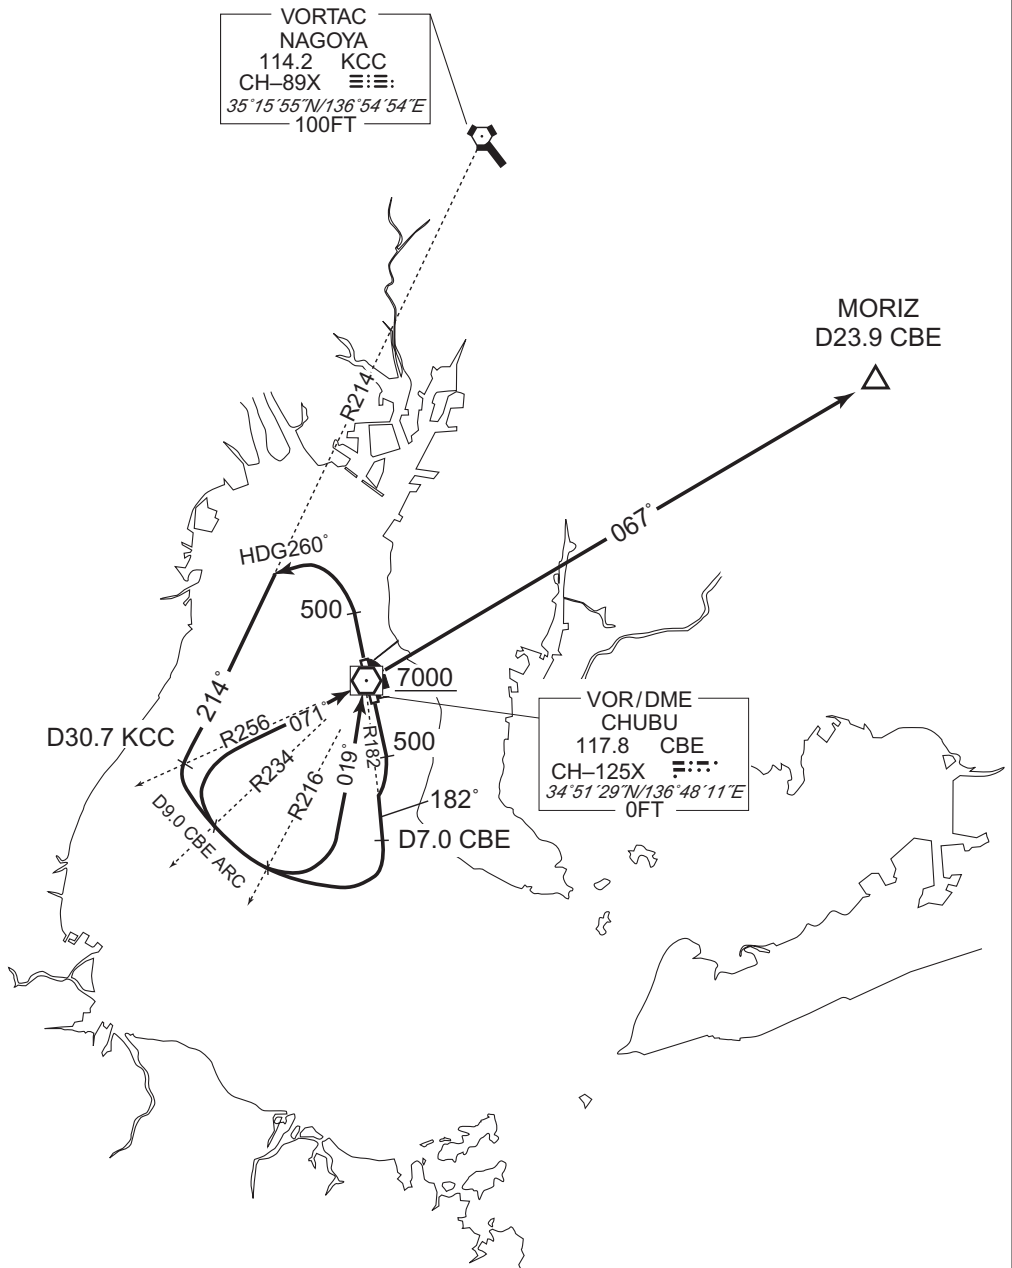 VORTAC
NAGOYA
114.2 KCC
CH–89X
35°15´55˝N/136°54´54˝E
100FT
MORIZ
D23.9 CBE
R214
067°
HDG260°
500
7000
214°
D30.7 KCC
R256
071°
R234
R216
019°
R182
500
182°
D7.0 CBE
D9.0 CBE ARC
VOR/DME
CHUBU
117.8 CBE
CH–125X
34°51´29˝N/136°48´11˝E
0FT